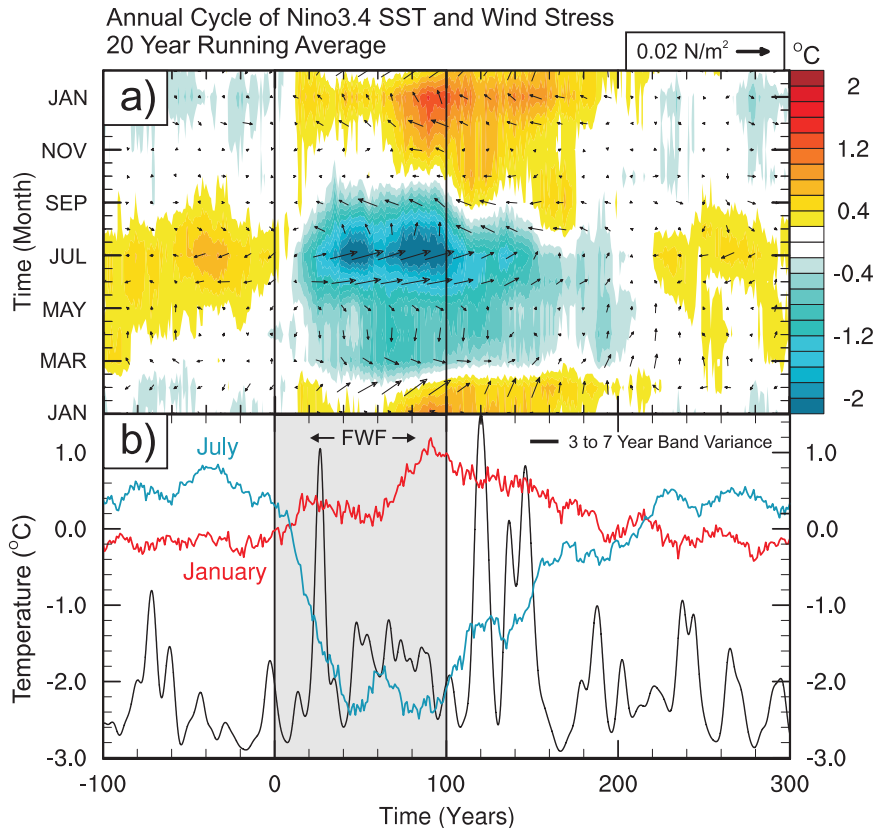 Annual Cycle of Nino3.4 SST and Wind Stress
20 Year Running Average
0.02 N/m²
°C
a)
JAN
NOV
SEP
JUL
MAY
MAR
JAN
Time (Month)
2
1.2
0.4
-0.4
-1.2
-2
b)
July
← FWF →
3 to 7 Year Band Variance
January
1.0
0.0
-1.0
-2.0
-3.0
Temperature (°C)
1.0
0.0
-1.0
-2.0
-3.0
-100 0 100 200 300
Time (Years)